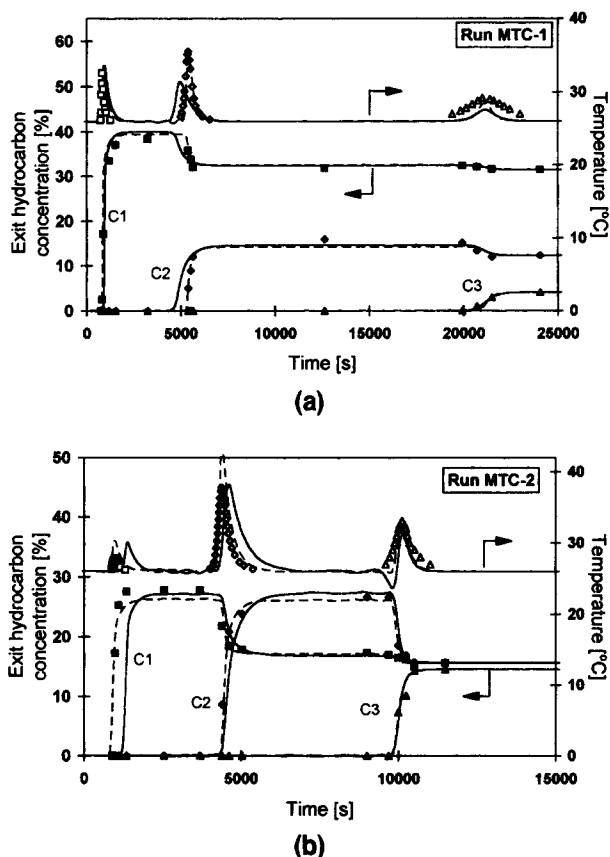 Run MTC-1
Exit hydrocarbon
concentration [%]
60
50
40
30
20
10
0
40
30
20
10
0
Temperature [°C]
C1
C2
C3
0
5000
10000
15000
20000
25000
Time [s]
(a)
Run MTC-2
Exit hydrocarbon
concentration [%]
50
40
30
20
10
0
40
30
20
10
0
Temperature [°C]
C1
C2
C3
0
5000
10000
15000
Time [s]
(b)